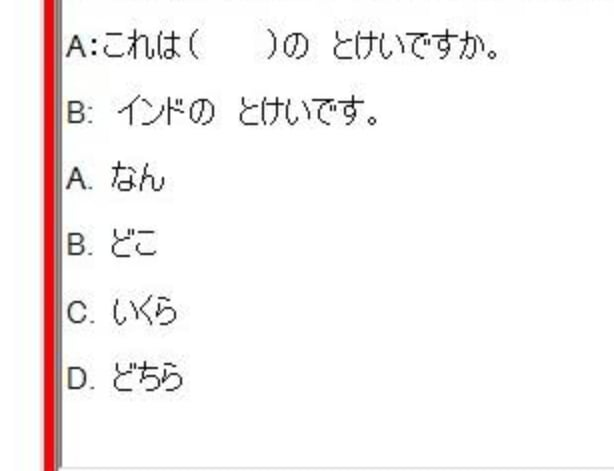 A:これは(　　)の とけいですか。
B: インドの とけいです。
A. なん
B. どこ
C. いくら
D. どちら